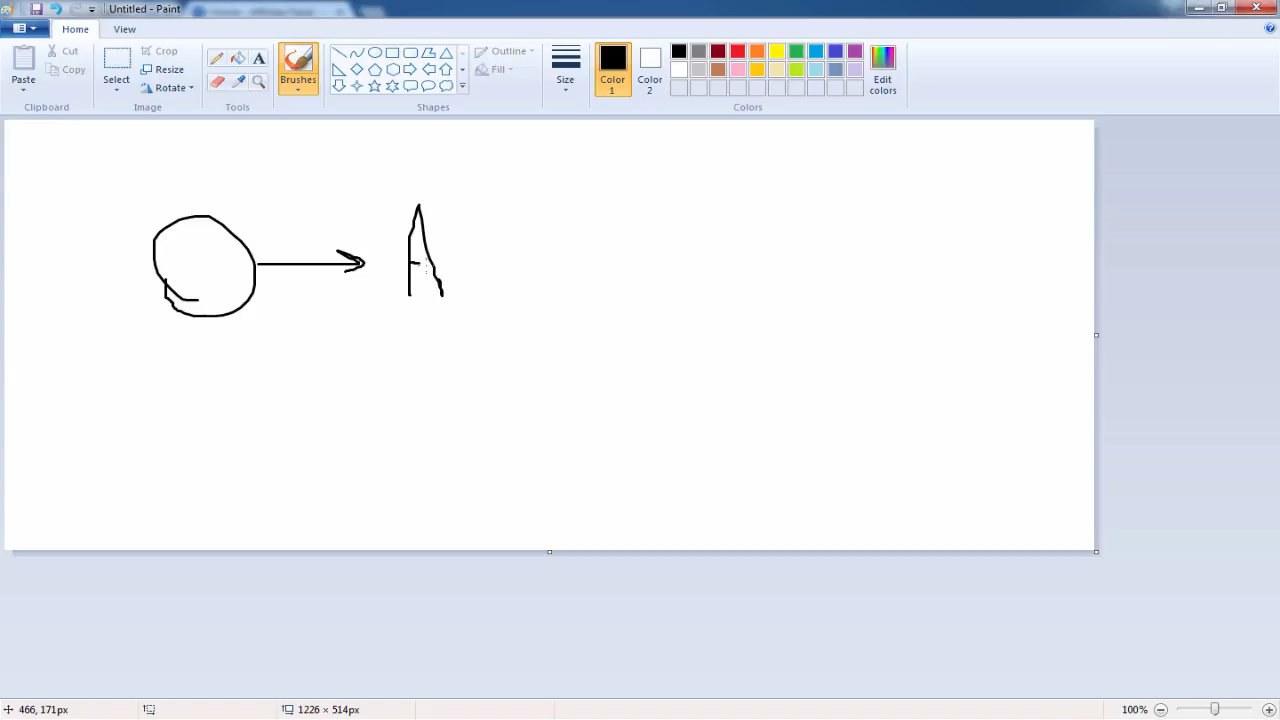 Untitled - Paint
Home View
Cut
Copy
Paste
Clipboard
Crop
Resize
Rotate
Select
Image
Tools
Brushes
Outline
Fill
Shapes
Size
Color 1
Color 2
Edit colors
Colors
A
466, 171px
1226 × 514px
100%